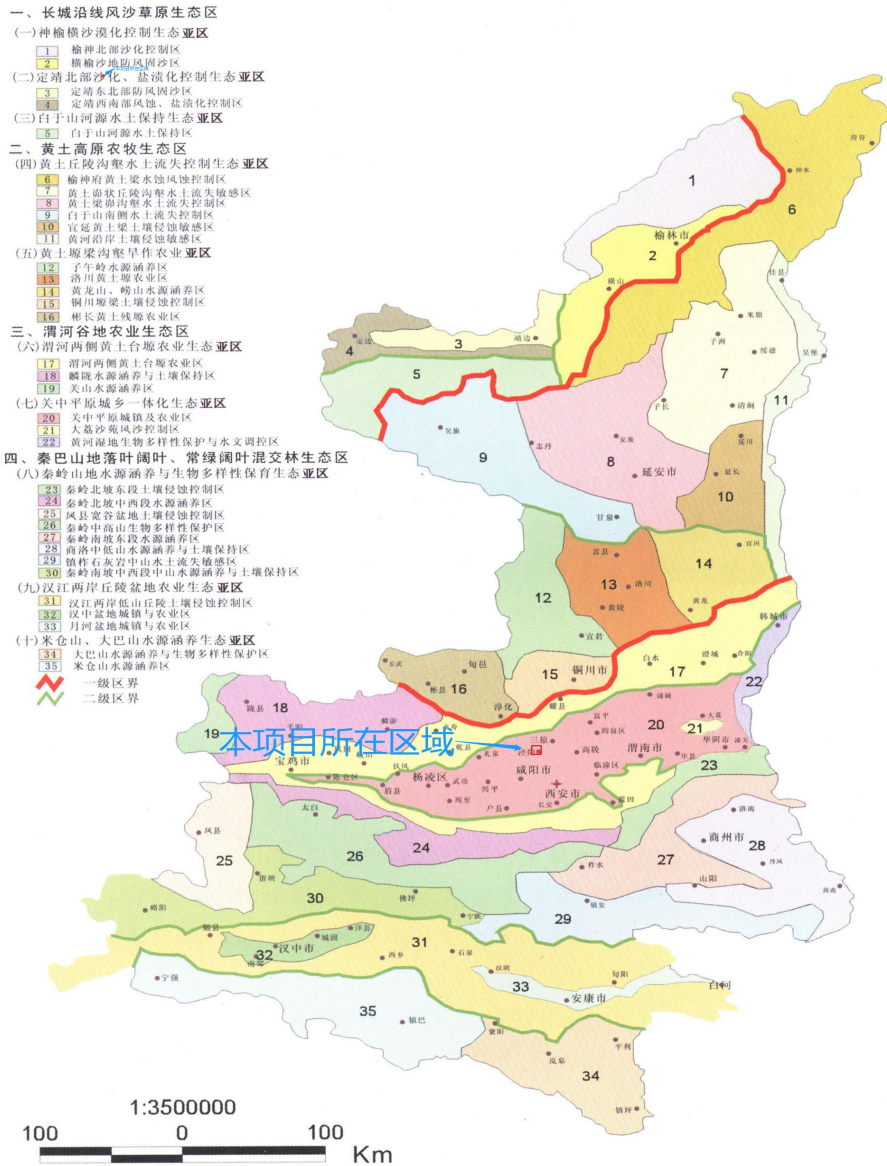 一、长城沿线风沙草原生态区
(一)神榆横沙漠化控制生态亚区
1 榆神北部沙化控制区
2 横榆沙地防风固沙区
(二)定靖北部沙化、盐渍化控制生态亚区
3 定靖东北部防风固沙区
4 定靖西南部风蚀、盐渍化控制区
(三)白于山河源水土保持生态亚区
5 白于山河源水土保持区
二、黄土高原农牧生态区
(四)黄土丘陵沟壑水土流失控制生态亚区
6 榆神府黄土梁水蚀风蚀控制区
7 黄土峁状丘陵沟壑水土流失敏感区
8 黄土梁峁沟壑水土流失控制区
9 白于山南侧水土流失控制区
10 宜延黄土梁土壤侵蚀敏感区
11 黄河沿岸土壤侵蚀敏感区
(五)黄土塬梁沟壑旱作农业亚区
12 子午岭水源涵养区
13 洛川黄土塬农业区
14 黄龙山、崂山水源涵养区
15 铜川塬梁土壤侵蚀控制区
16 彬长黄土残塬农业区
三、渭河谷地农业生态区
(六)渭河两侧黄土台塬农业生态亚区
17 渭河两侧黄土台塬农业区
18 麟陇水源涵养与土壤保持区
19 关山水源涵养区
(七)关中平原城乡一体化生态亚区
20 关中平原城镇及农业区
21 大荔沙苑风沙控制区
22 黄河湿地生物多样性保护与水文调控区
四、秦巴山地落叶阔叶、常绿阔叶混交林生态区
(八)秦岭山地水源涵养与生物多样性保育生态亚区
23 秦岭北坡东段土壤侵蚀控制区
24 秦岭北坡中西段水源涵养区
25 凤县宽谷盆地土壤侵蚀控制区
26 秦岭中高山生物多样性保护区
27 秦岭南坡东段水源涵养区
28 商洛中低山水源涵养与土壤保持区
29 镇柞石灰岩中山水土流失敏感区
30 秦岭南坡中西段中山水源涵养与土壤保持区
(九)汉江两岸丘陵盆地农业生态亚区
31 汉江两岸低山丘陵土壤侵蚀控制区
32 汉中盆地城镇与农业区
33 月河盆地城镇与农业区
(十)米仓山、大巴山水源涵养生态亚区
34 大巴山水源涵养与生物多样性保护区
35 米仓山水源涵养区
一级区界
二级区界
府谷
神木
1
6
榆林市
2
横山
佳县
米脂
子洲
绥德
吴堡
7
定边
4
3
靖边
5
子长
清涧
11
吴旗
志丹
安塞
延川
9
8
延安市
延长
10
甘泉
宜川
富县
14
12
13
洛川
黄陵
黄龙
宜君
韩城市
长武
旬邑
白水
澄城
合阳
15
铜川市
17
彬县
16
22
淳化
耀县
蒲城
陇县
18
麟游
富平
20
大荔
21
19
千阳
乾县
三原
阎良区
本项目所在区域
泾阳
高陵
渭南市
华阴市
潼关
岐山
礼泉
华县
宝鸡市
扶风
临潼区
23
陈仓区
杨凌区
武功
咸阳市
眉县
兴平
周至
西安市
户县
长安
蓝田
太白
洛南
凤县
商州市
28
25
26
24
柞水
27
丹凤
留坝
山阳
商南
佛坪
30
镇安
略阳
宁陕
29
勉县
洋县
城固
31
汉中市
32
南郑
西乡
石泉
汉阴
旬阳
宁强
33
白河
安康市
35
镇巴
紫阳
平利
岚皋
34
镇坪
1:3500000
100 0 100
Km